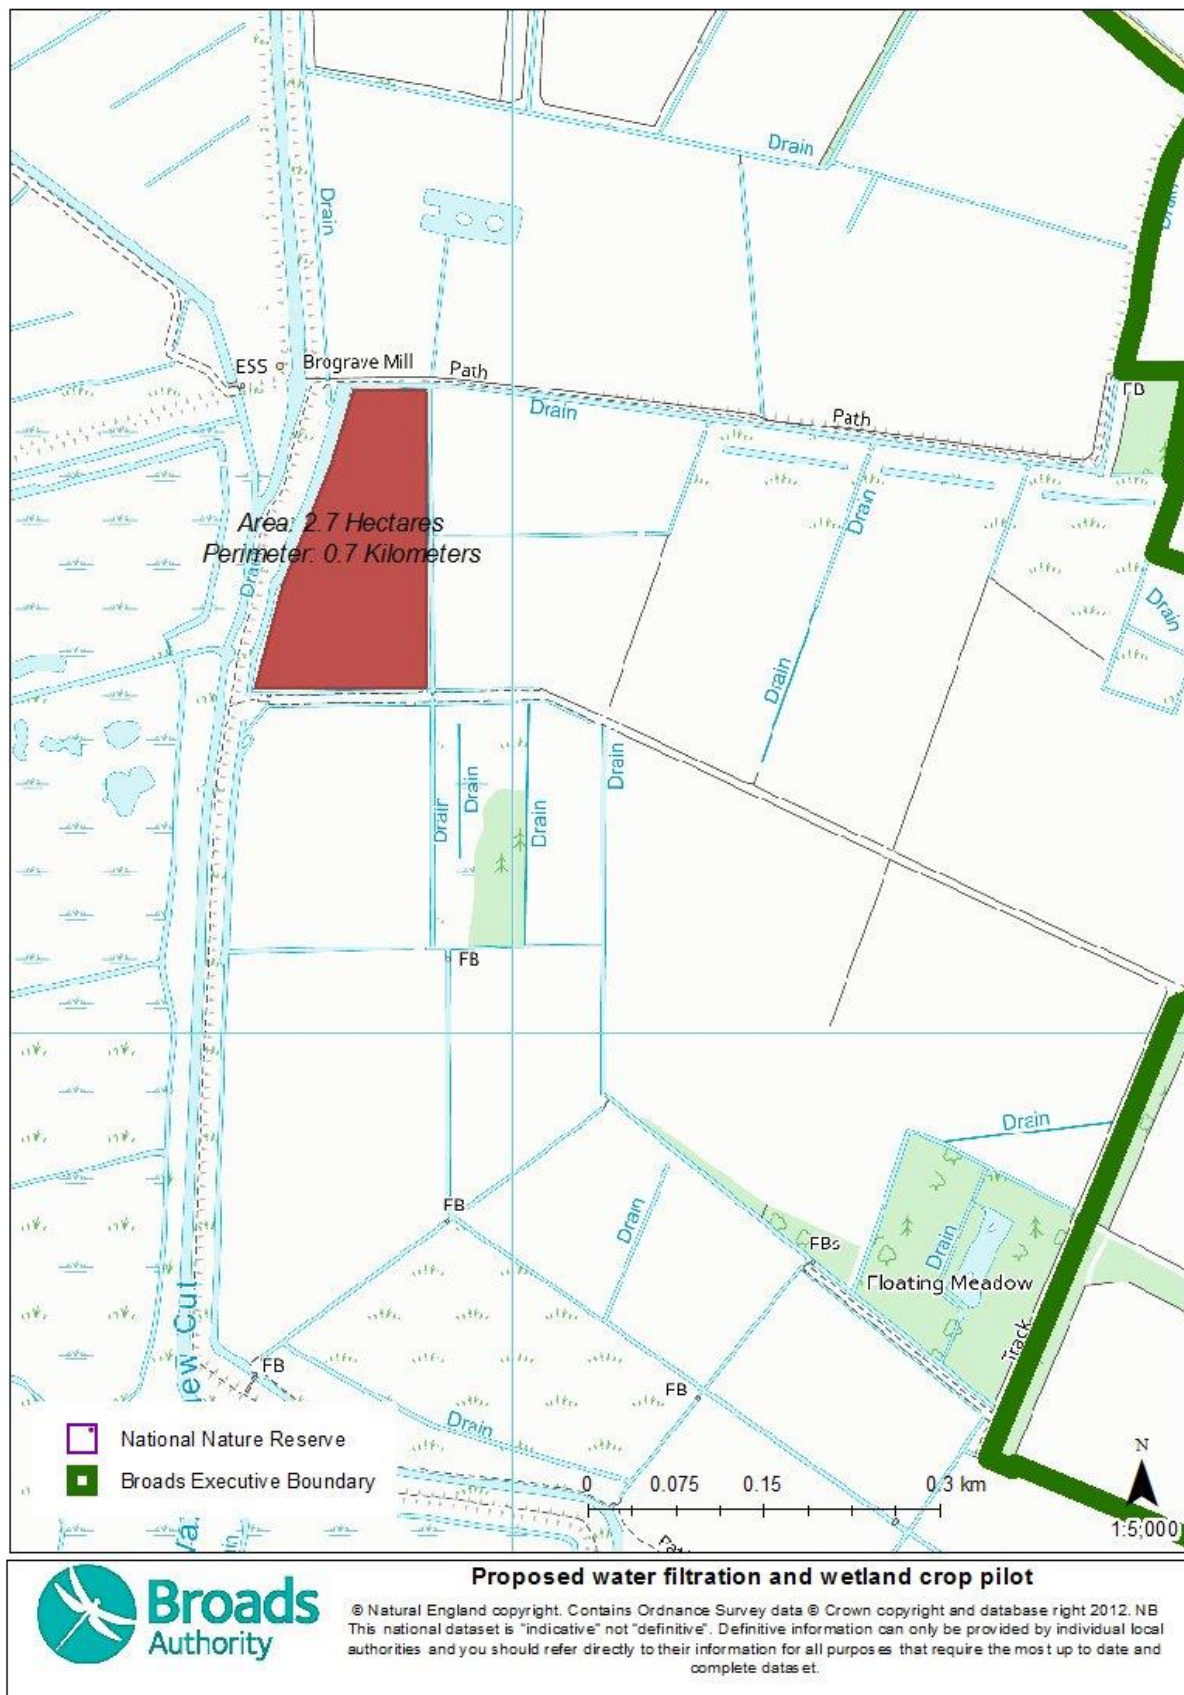 Drain
Drain
Drain
ESS
Brograve Mill
Path
FB
Drain
Path
Area: 2.7 Hectares
Perimeter: 0.7 Kilometers
Drain
Drain
Drain
Drain
Drain
Drain
Drain
Drain
FB
Drain
Drain
FB
Drain
FBs
Drain
Floating Meadow
Track
New Cut
FB
FB
Drain
National Nature Reserve
Broads Executive Boundary
0 0.075 0.15 0.3 km
N
1:5,000
Broads
Authority
Proposed water filtration and wetland crop pilot
© Natural England copyright. Contains Ordnance Survey data © Crown copyright and database right 2012. NB
This national dataset is "indicative" not "definitive". Definitive information can only be provided by individual local
authorities and you should refer directly to their information for all purposes that require the most up to date and
complete dataset.